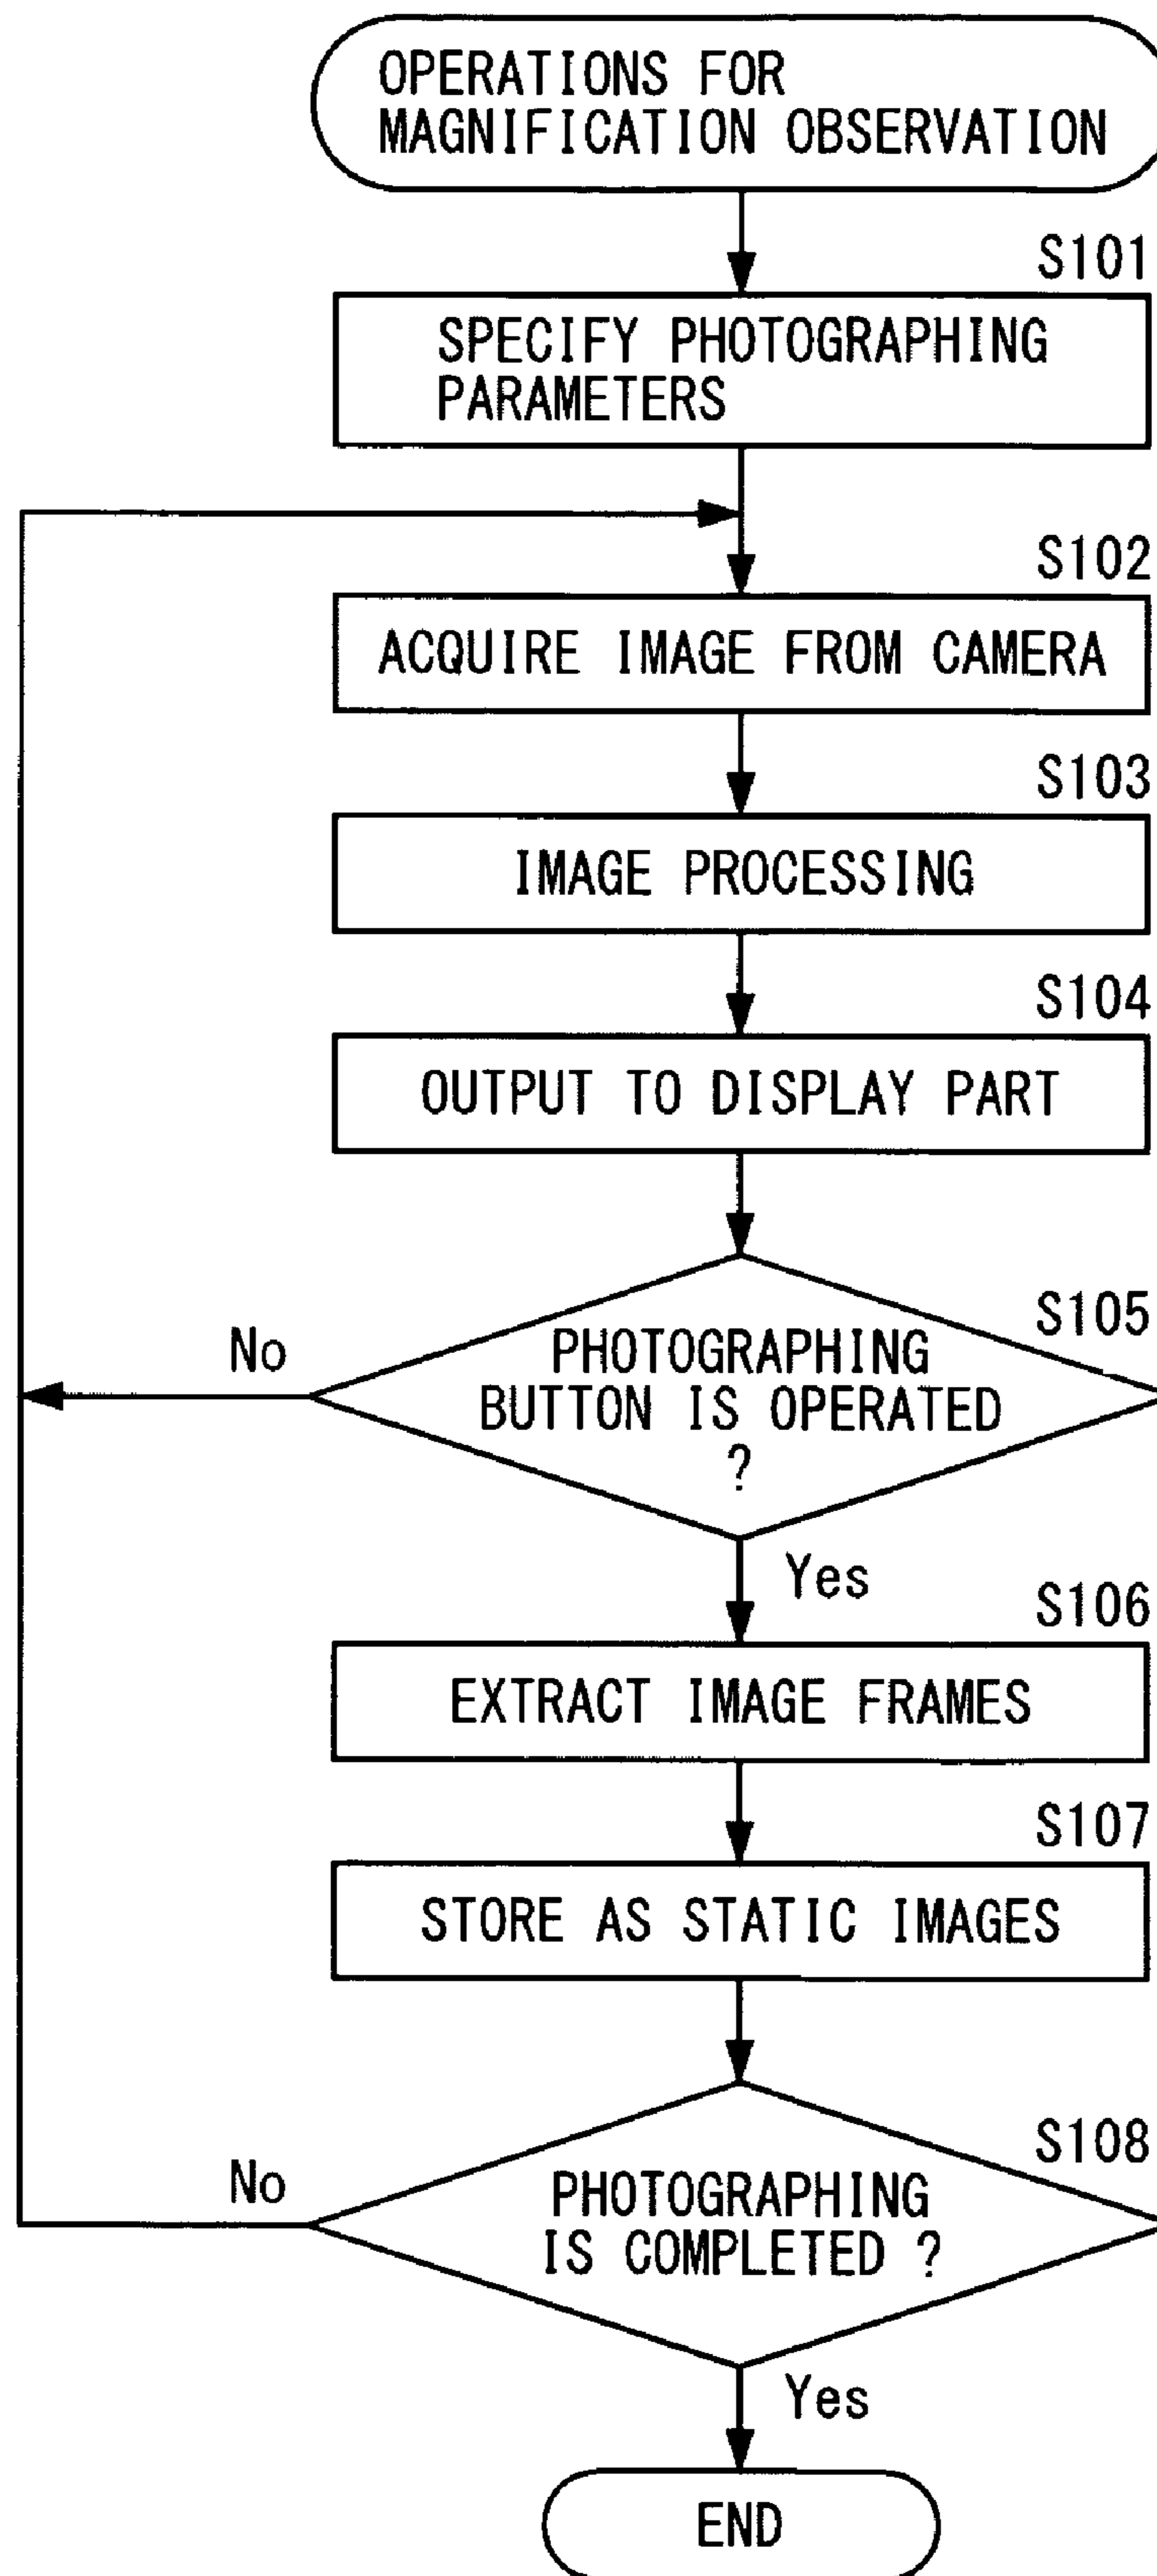 OPERATIONS FOR
MAGNIFICATION OBSERVATION
S101
SPECIFY PHOTOGRAPHING
PARAMETERS
S102
ACQUIRE IMAGE FROM CAMERA
S103
IMAGE PROCESSING
S104
OUTPUT TO DISPLAY PART
S105
No
PHOTOGRAPHING
BUTTON IS OPERATED
?
Yes
S106
EXTRACT IMAGE FRAMES
S107
STORE AS STATIC IMAGES
S108
No
PHOTOGRAPHING
IS COMPLETED ?
Yes
END